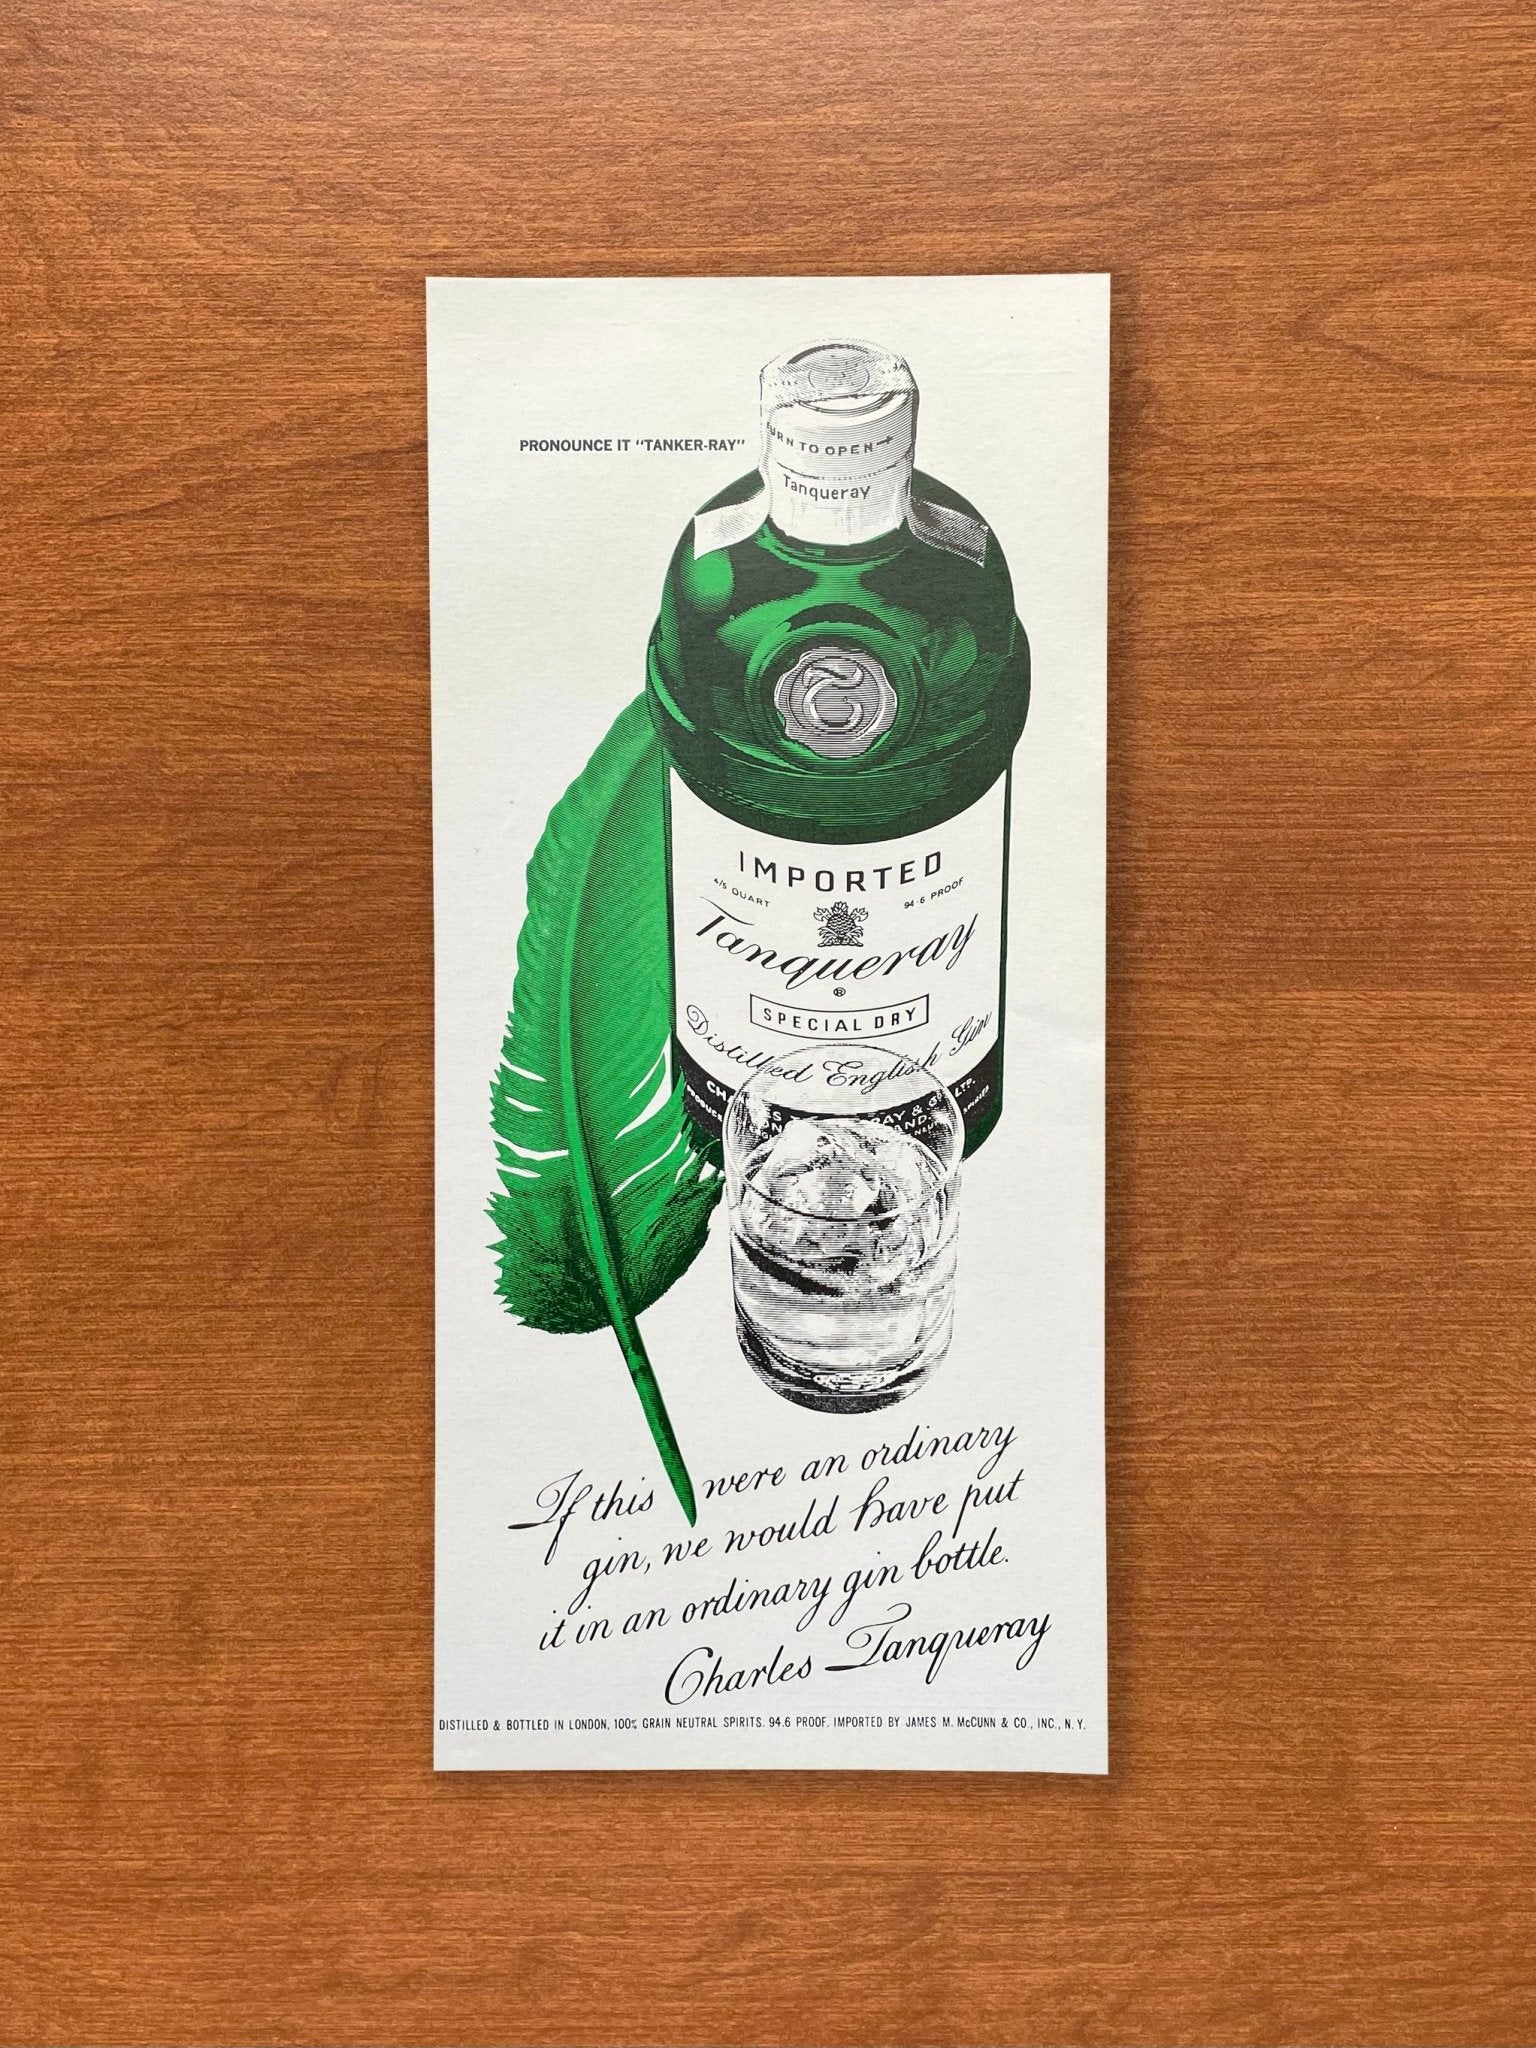 PRONOUNCE IT “TANKER-RAY”
TURN TO OPEN→
Tanqueray
IMPORTED
4/5 QUART
94.6 PROOF
Tanqueray
®
SPECIAL DRY
Distilled English Gin
If this were an ordinary
gin, we would have put
it in an ordinary gin bottle.
Charles Tanqueray
DISTILLED & BOTTLED IN LONDON, 100% GRAIN NEUTRAL SPIRITS. 94.6 PROOF. IMPORTED BY JAMES M. McCUNN & CO., INC., N. Y.